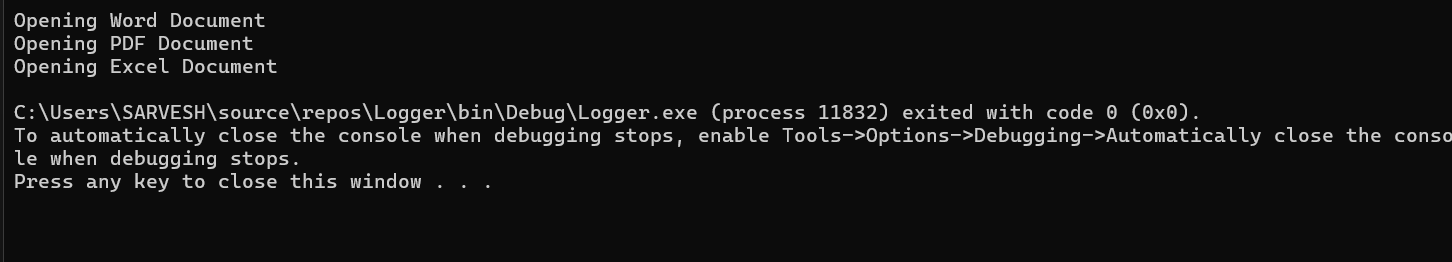 Opening Word Document
Opening PDF Document
Opening Excel Document
C:\Users\SARVESH\source\repos\Logger\bin\Debug\Logger.exe (process 11832) exited with code 0 (0x0).
To automatically close the console when debugging stops, enable Tools->Options->Debugging->Automatically close the conso
le when debugging stops.
Press any key to close this window . . .